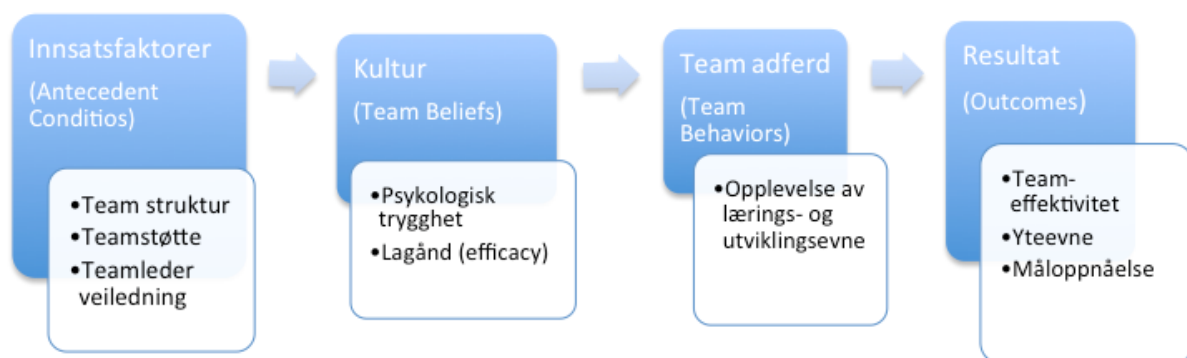 Innsatsfaktorer
(Antecedent
Conditios)
•Team struktur
•Teamstøtte
•Teamleder
veiledning
Kultur
(Team Beliefs)
•Psykologisk
trygghet
•Lagånd (efficacy)
Team adferd
(Team
Behaviors)
•Opplevelse av
lærings- og
utviklingsevne
Resultat
(Outcomes)
•Team-
effektivitet
•Yteevne
•Måloppnåelse